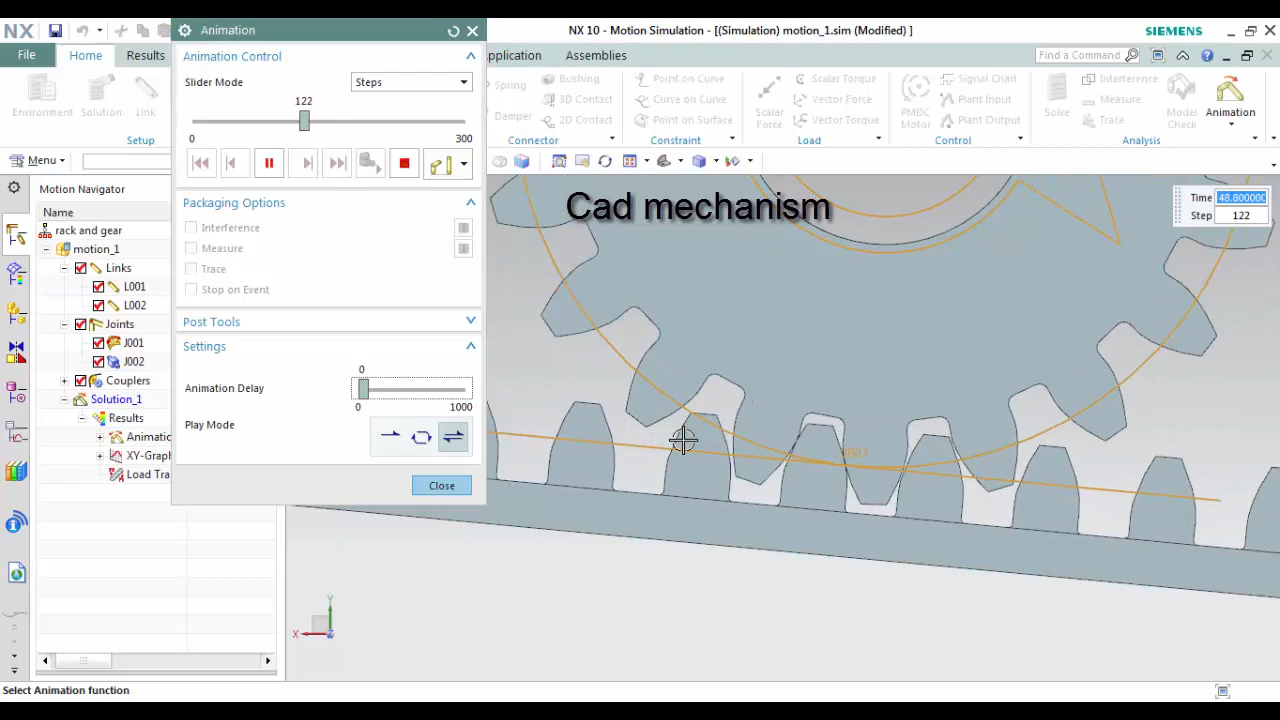 NX
NX 10 - Motion Simulation - [(Simulation) motion_1.sim (Modified) ]
SIEMENS
File
Home
Results
pplication
Assemblies
Find a Command
Environment
Solution
Link
Setup
Spring
Damper
Bushing
3D Contact
2D Contact
Connector
Point on Curve
Curve on Curve
Point on Surface
Constraint
Scalar Force
Scalar Torque
Vector Force
Vector Torque
Load
PMDC Motor
Signal Chart
Plant Input
Plant Output
Control
Solve
Interference
Measure
Trace
Model Check
Animation
Analysis
Menu
Animation
Animation Control
Slider Mode
Steps
122
0
300
Packaging Options
Interference
Measure
Trace
Stop on Event
Post Tools
Settings
0
Animation Delay
0
1000
Play Mode
Close
Motion Navigator
Name
rack and gear
motion_1
Links
L001
L002
Joints
J001
J002
Couplers
Solution_1
Results
Animatic
XY-Graph
Load Tra
Cad mechanism
Time 48.800000
Step 122
Y
X
Z
Select Animation function